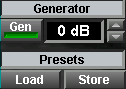 Generator
Gen 0 dB
Presets
Load Store